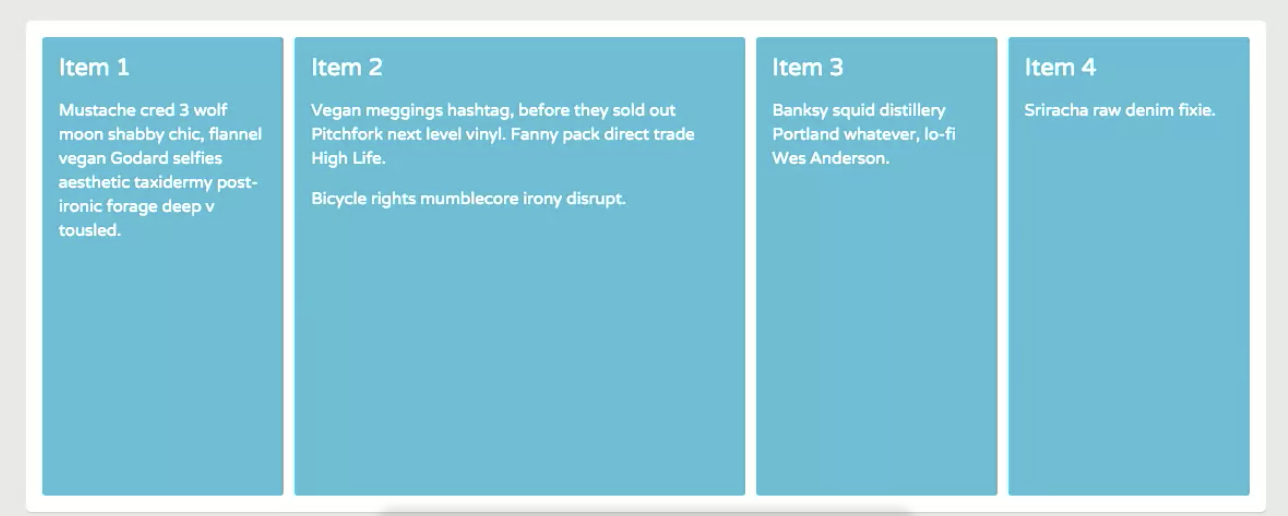 Item 1
Mustache cred 3 wolf
moon shabby chic, flannel
vegan Godard selfies
aesthetic taxidermy post-
ironic forage deep v
tousled.
Item 2
Vegan meggings hashtag, before they sold out
Pitchfork next level vinyl. Fanny pack direct trade
High Life.
Bicycle rights mumblecore irony disrupt.
Item 3
Banksy squid distillery
Portland whatever, lo-fi
Wes Anderson.
Item 4
Sriracha raw denim fixie.